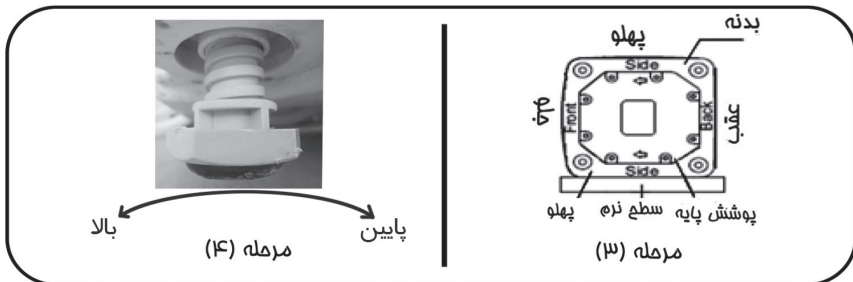 بدنه
پهلو
Side
جلو
Front
Back
عقب
Side
پهلو
سطح نرم
پوشش پایه
مرحله (۳)
بالا
پایین
مرحله (۴)